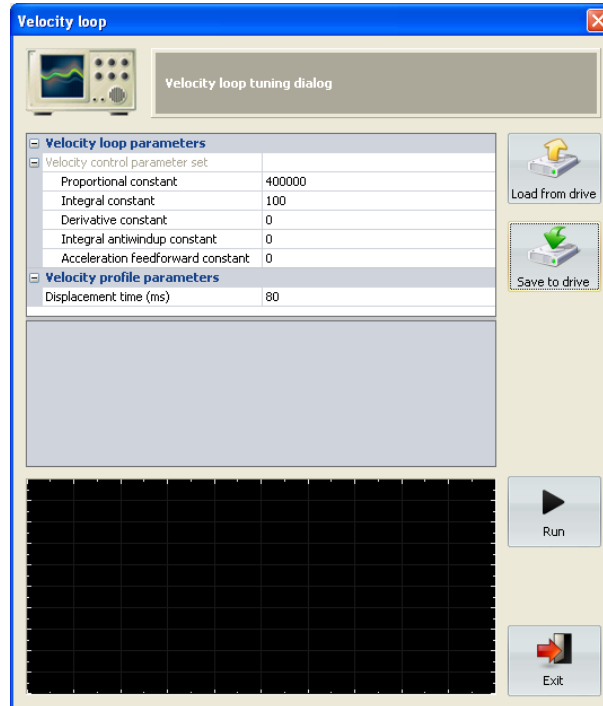 Velocity loop
Velocity loop tuning dialog
Velocity loop parameters
Velocity control parameter set
Proportional constant 400000
Integral constant 100
Derivative constant 0
Integral antiwindup constant 0
Acceleration feedforward constant 0
Velocity profile parameters
Displacement time (ms) 80
Load from drive
Save to drive
Run
Exit